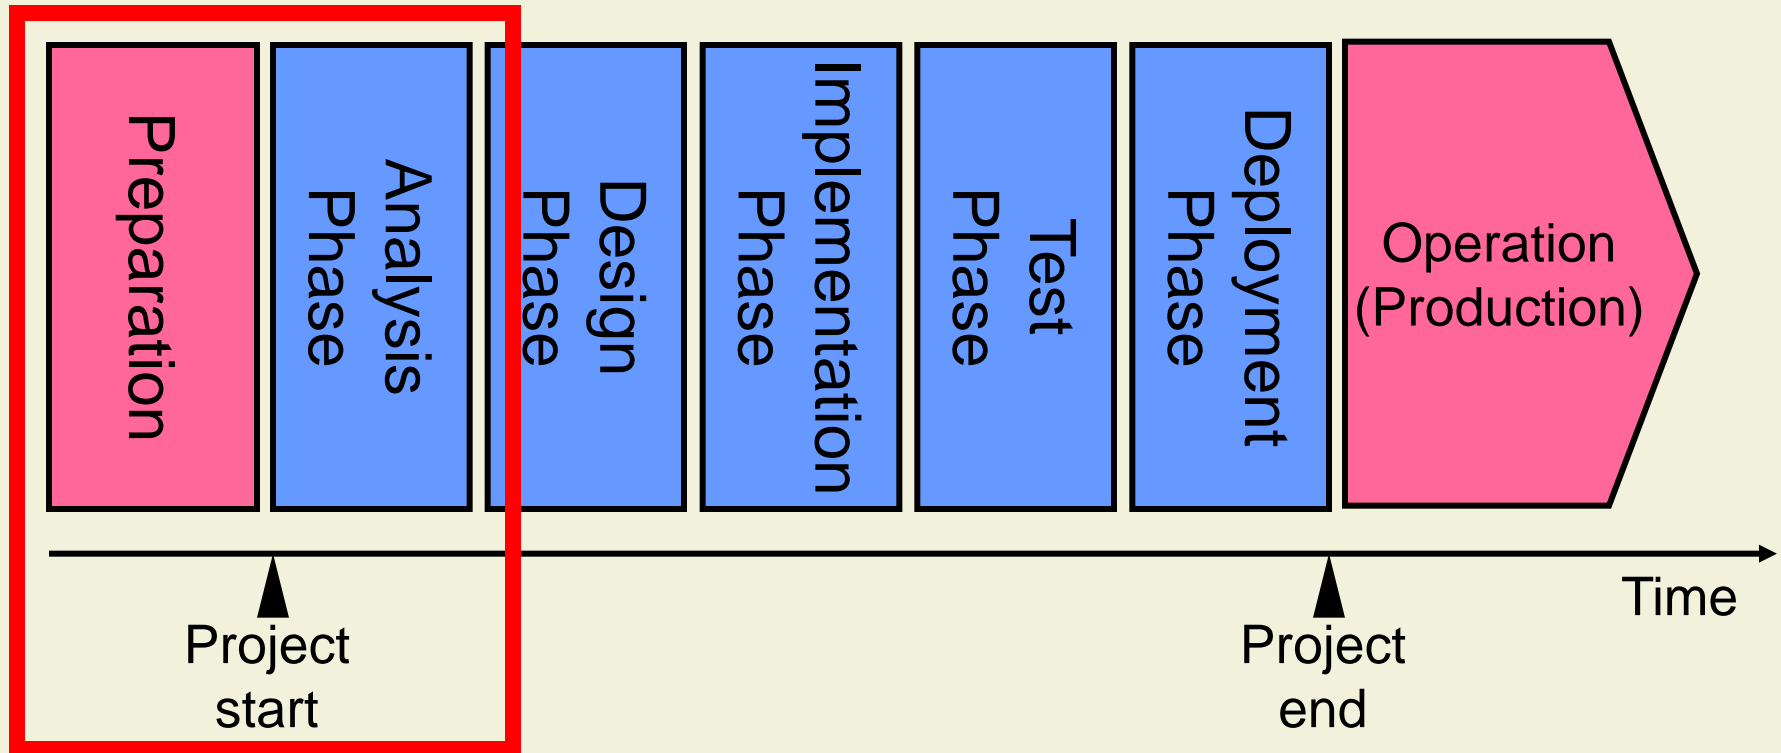 Preparation
Analysis
Phase
Design
Phase
Implementation
Phase
Test
Phase
Deployment
Phase
Operation
(Production)
Time
Project
start
Project
end